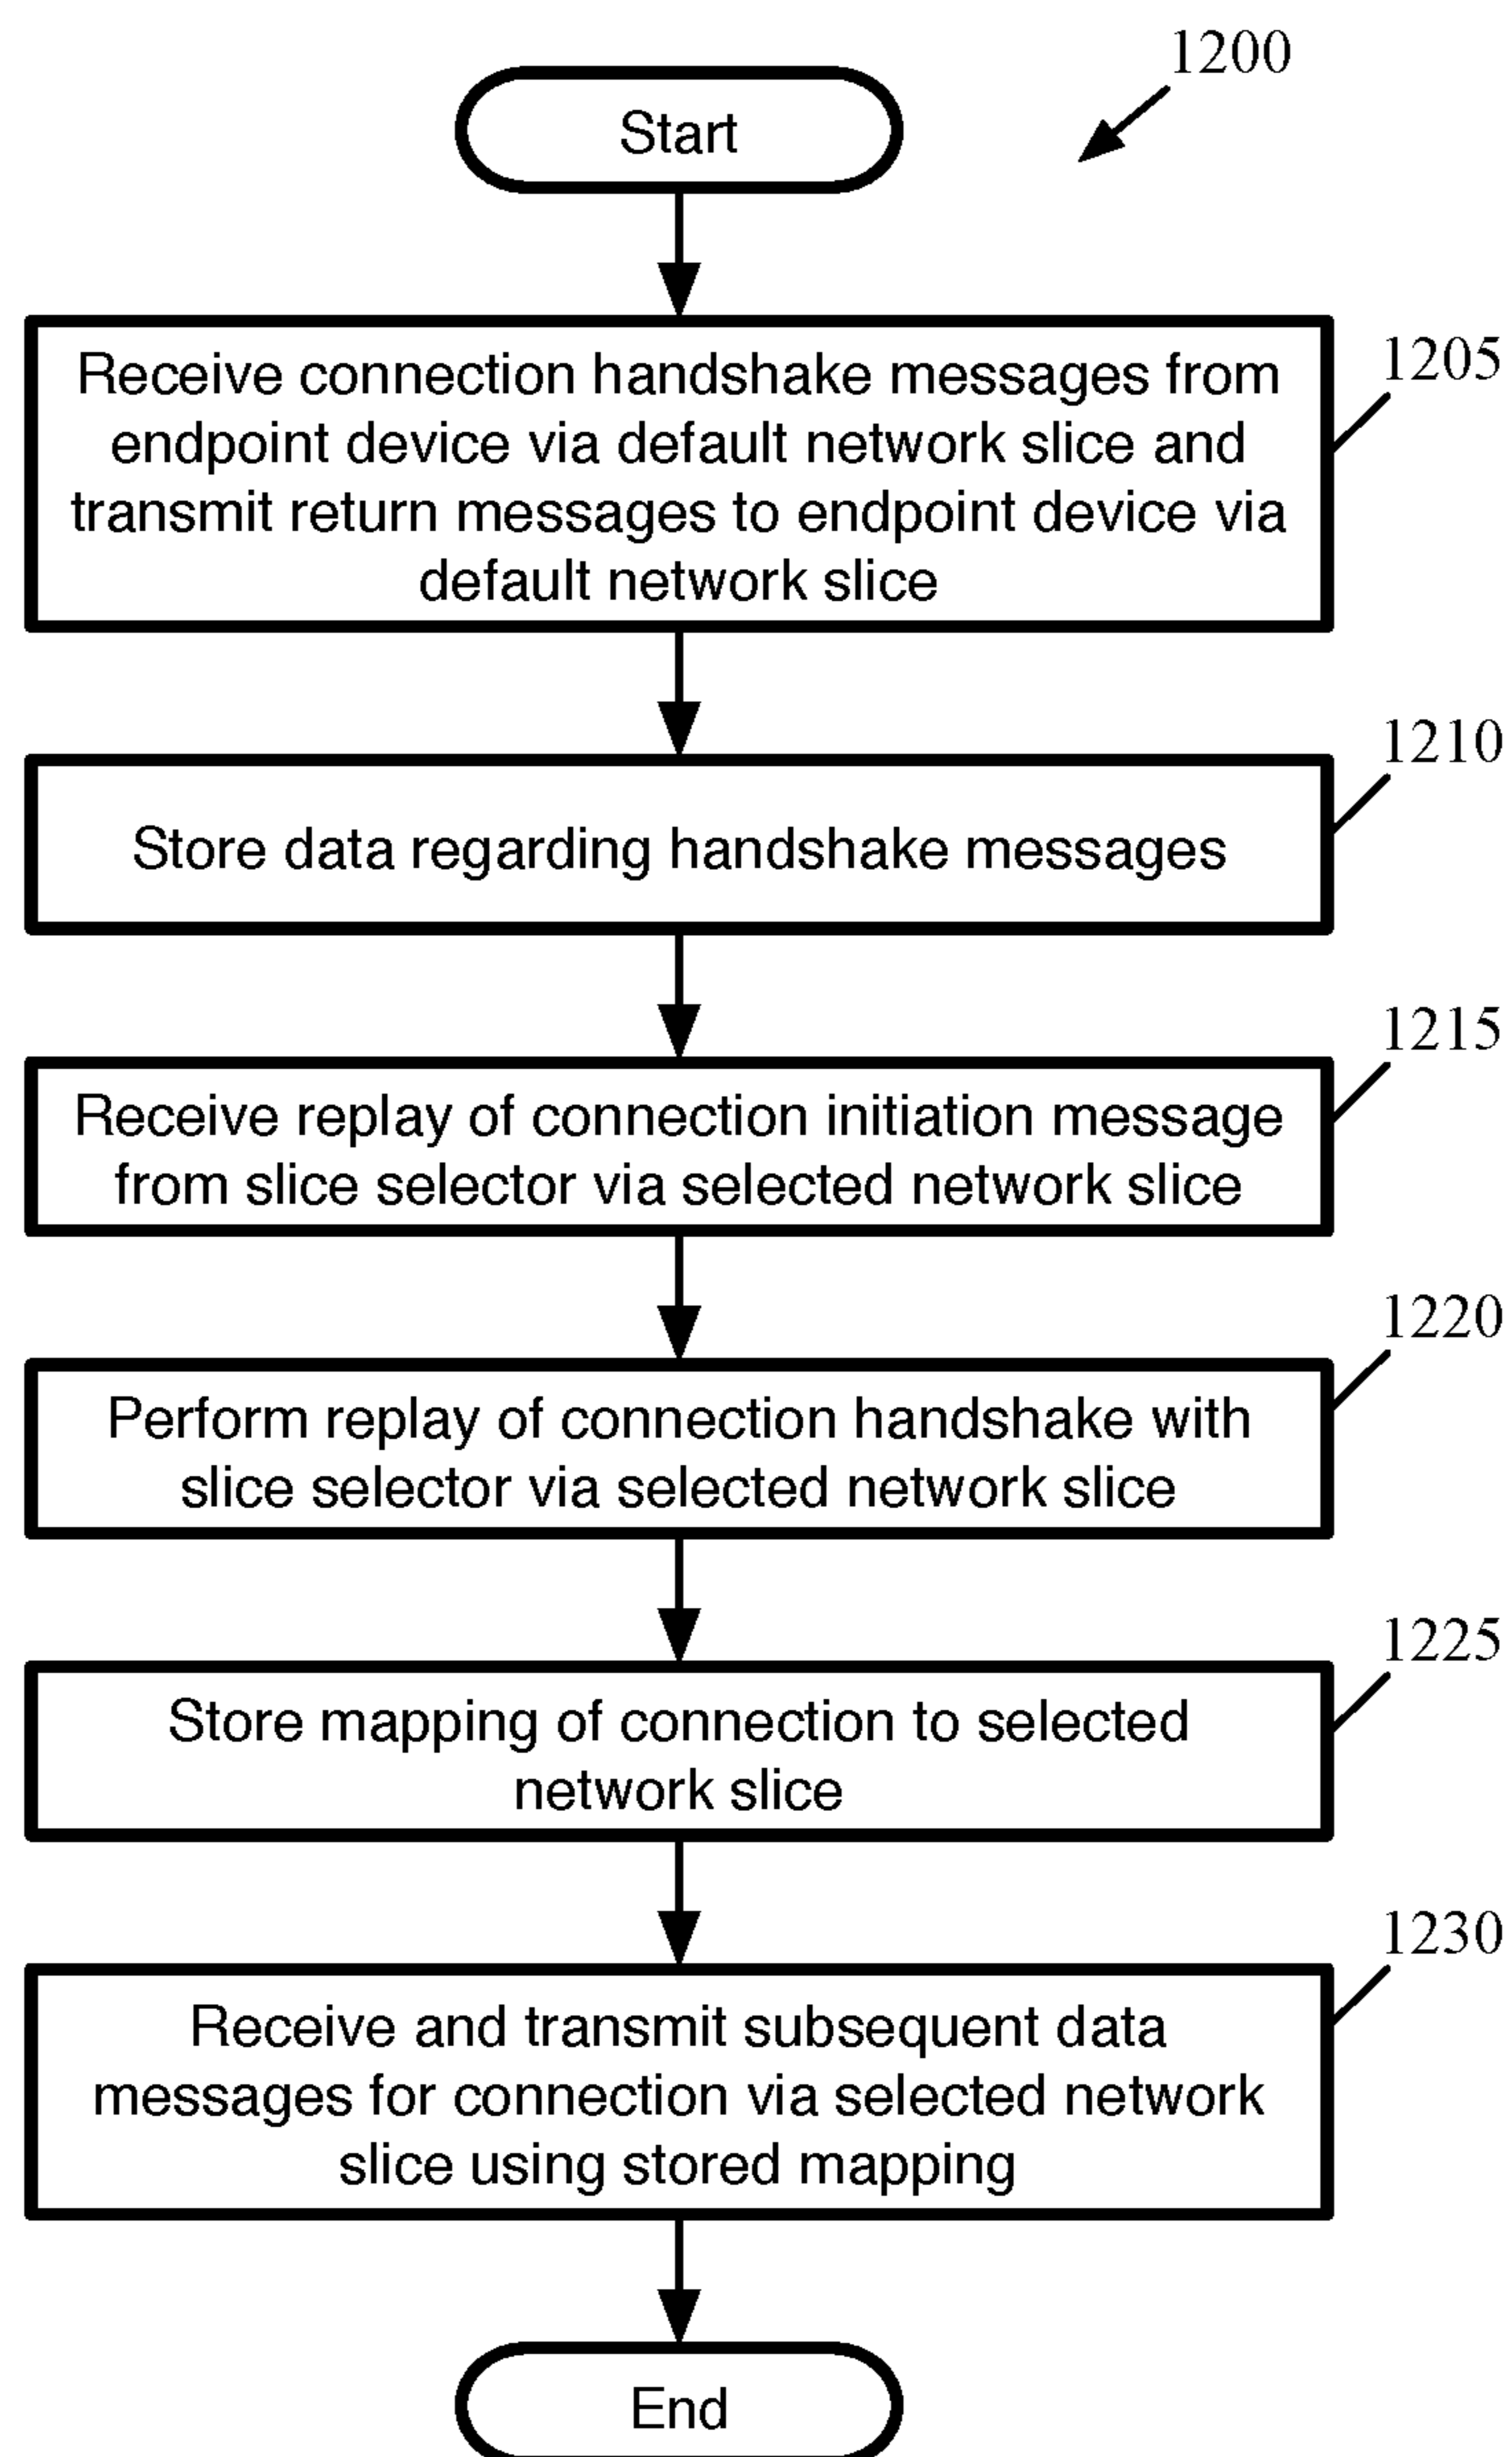 1200
Start
1205
Receive connection handshake messages from
endpoint device via default network slice and
transmit return messages to endpoint device via
default network slice
1210
Store data regarding handshake messages
1215
Receive replay of connection initiation message
from slice selector via selected network slice
1220
Perform replay of connection handshake with
slice selector via selected network slice
1225
Store mapping of connection to selected
network slice
1230
Receive and transmit subsequent data
messages for connection via selected network
slice using stored mapping
End